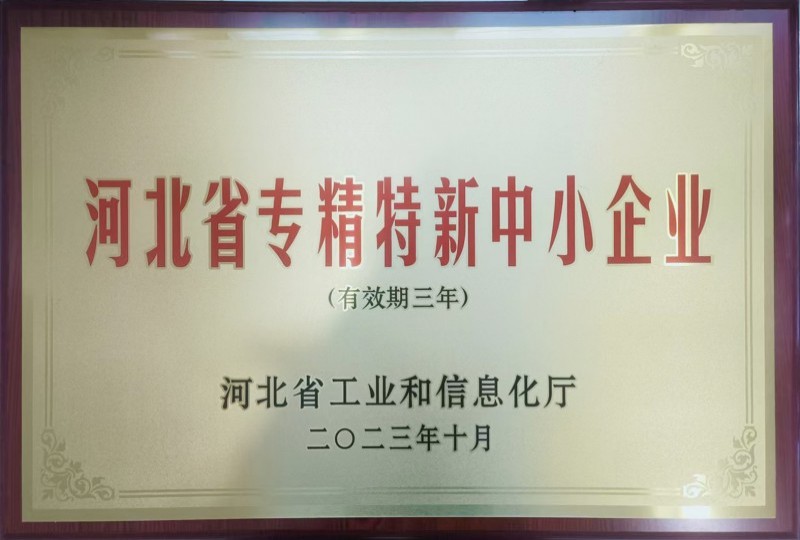 河北省专精特新中小企业
(有效期三年)
河北省工业和信息化厅
二〇二三年十月